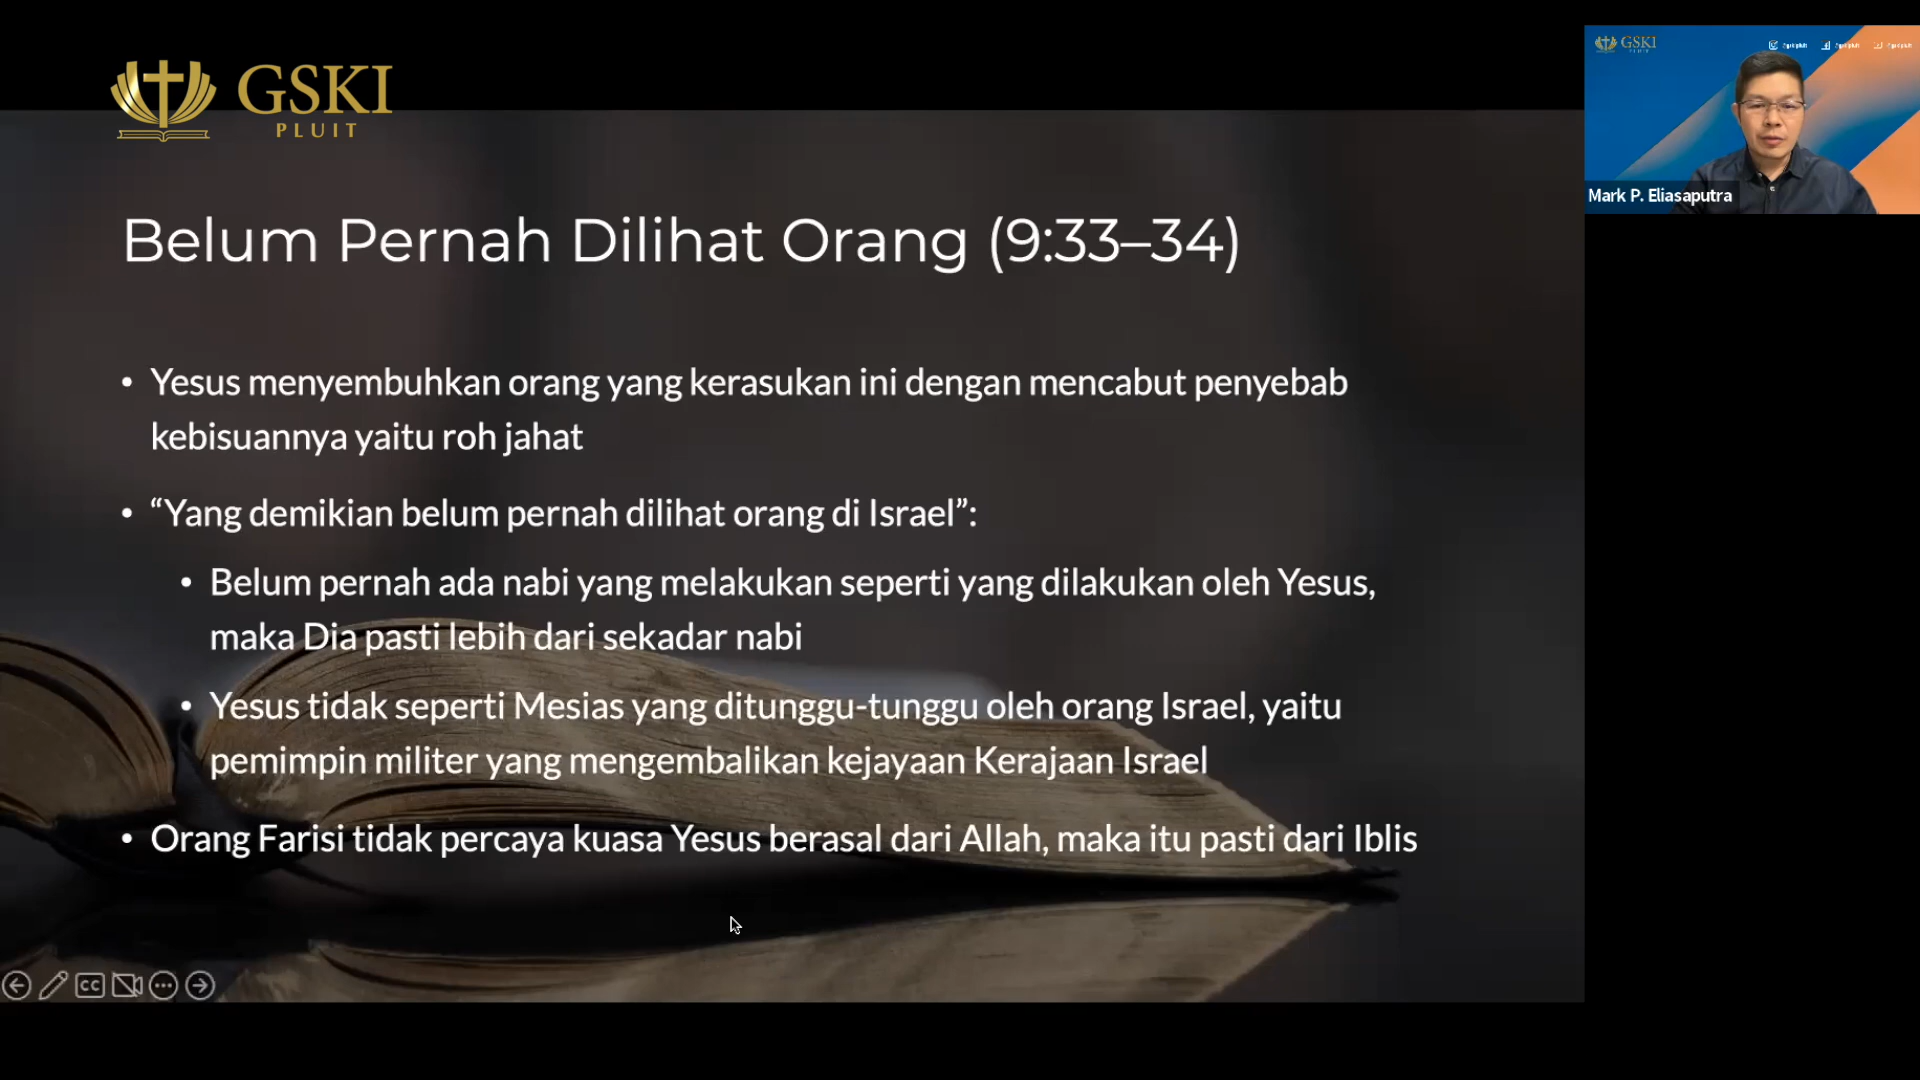 GSKI
PLUIT
Belum Pernah Dilihat Orang (9:33–34)
• Yesus menyembuhkan orang yang kerasukan ini dengan mencabut penyebab
kebisuannya yaitu roh jahat
• “Yang demikian belum pernah dilihat orang di Israel”:
• Belum pernah ada nabi yang melakukan seperti yang dilakukan oleh Yesus,
maka Dia pasti lebih dari sekadar nabi
• Yesus tidak seperti Mesias yang ditunggu-tunggu oleh orang Israel, yaitu
pemimpin militer yang mengembalikan kejayaan Kerajaan Israel
• Orang Farisi tidak percaya kuasa Yesus berasal dari Allah, maka itu pasti dari Iblis
CC
GSKI
PLUIT
Mark P. Eliasaputra